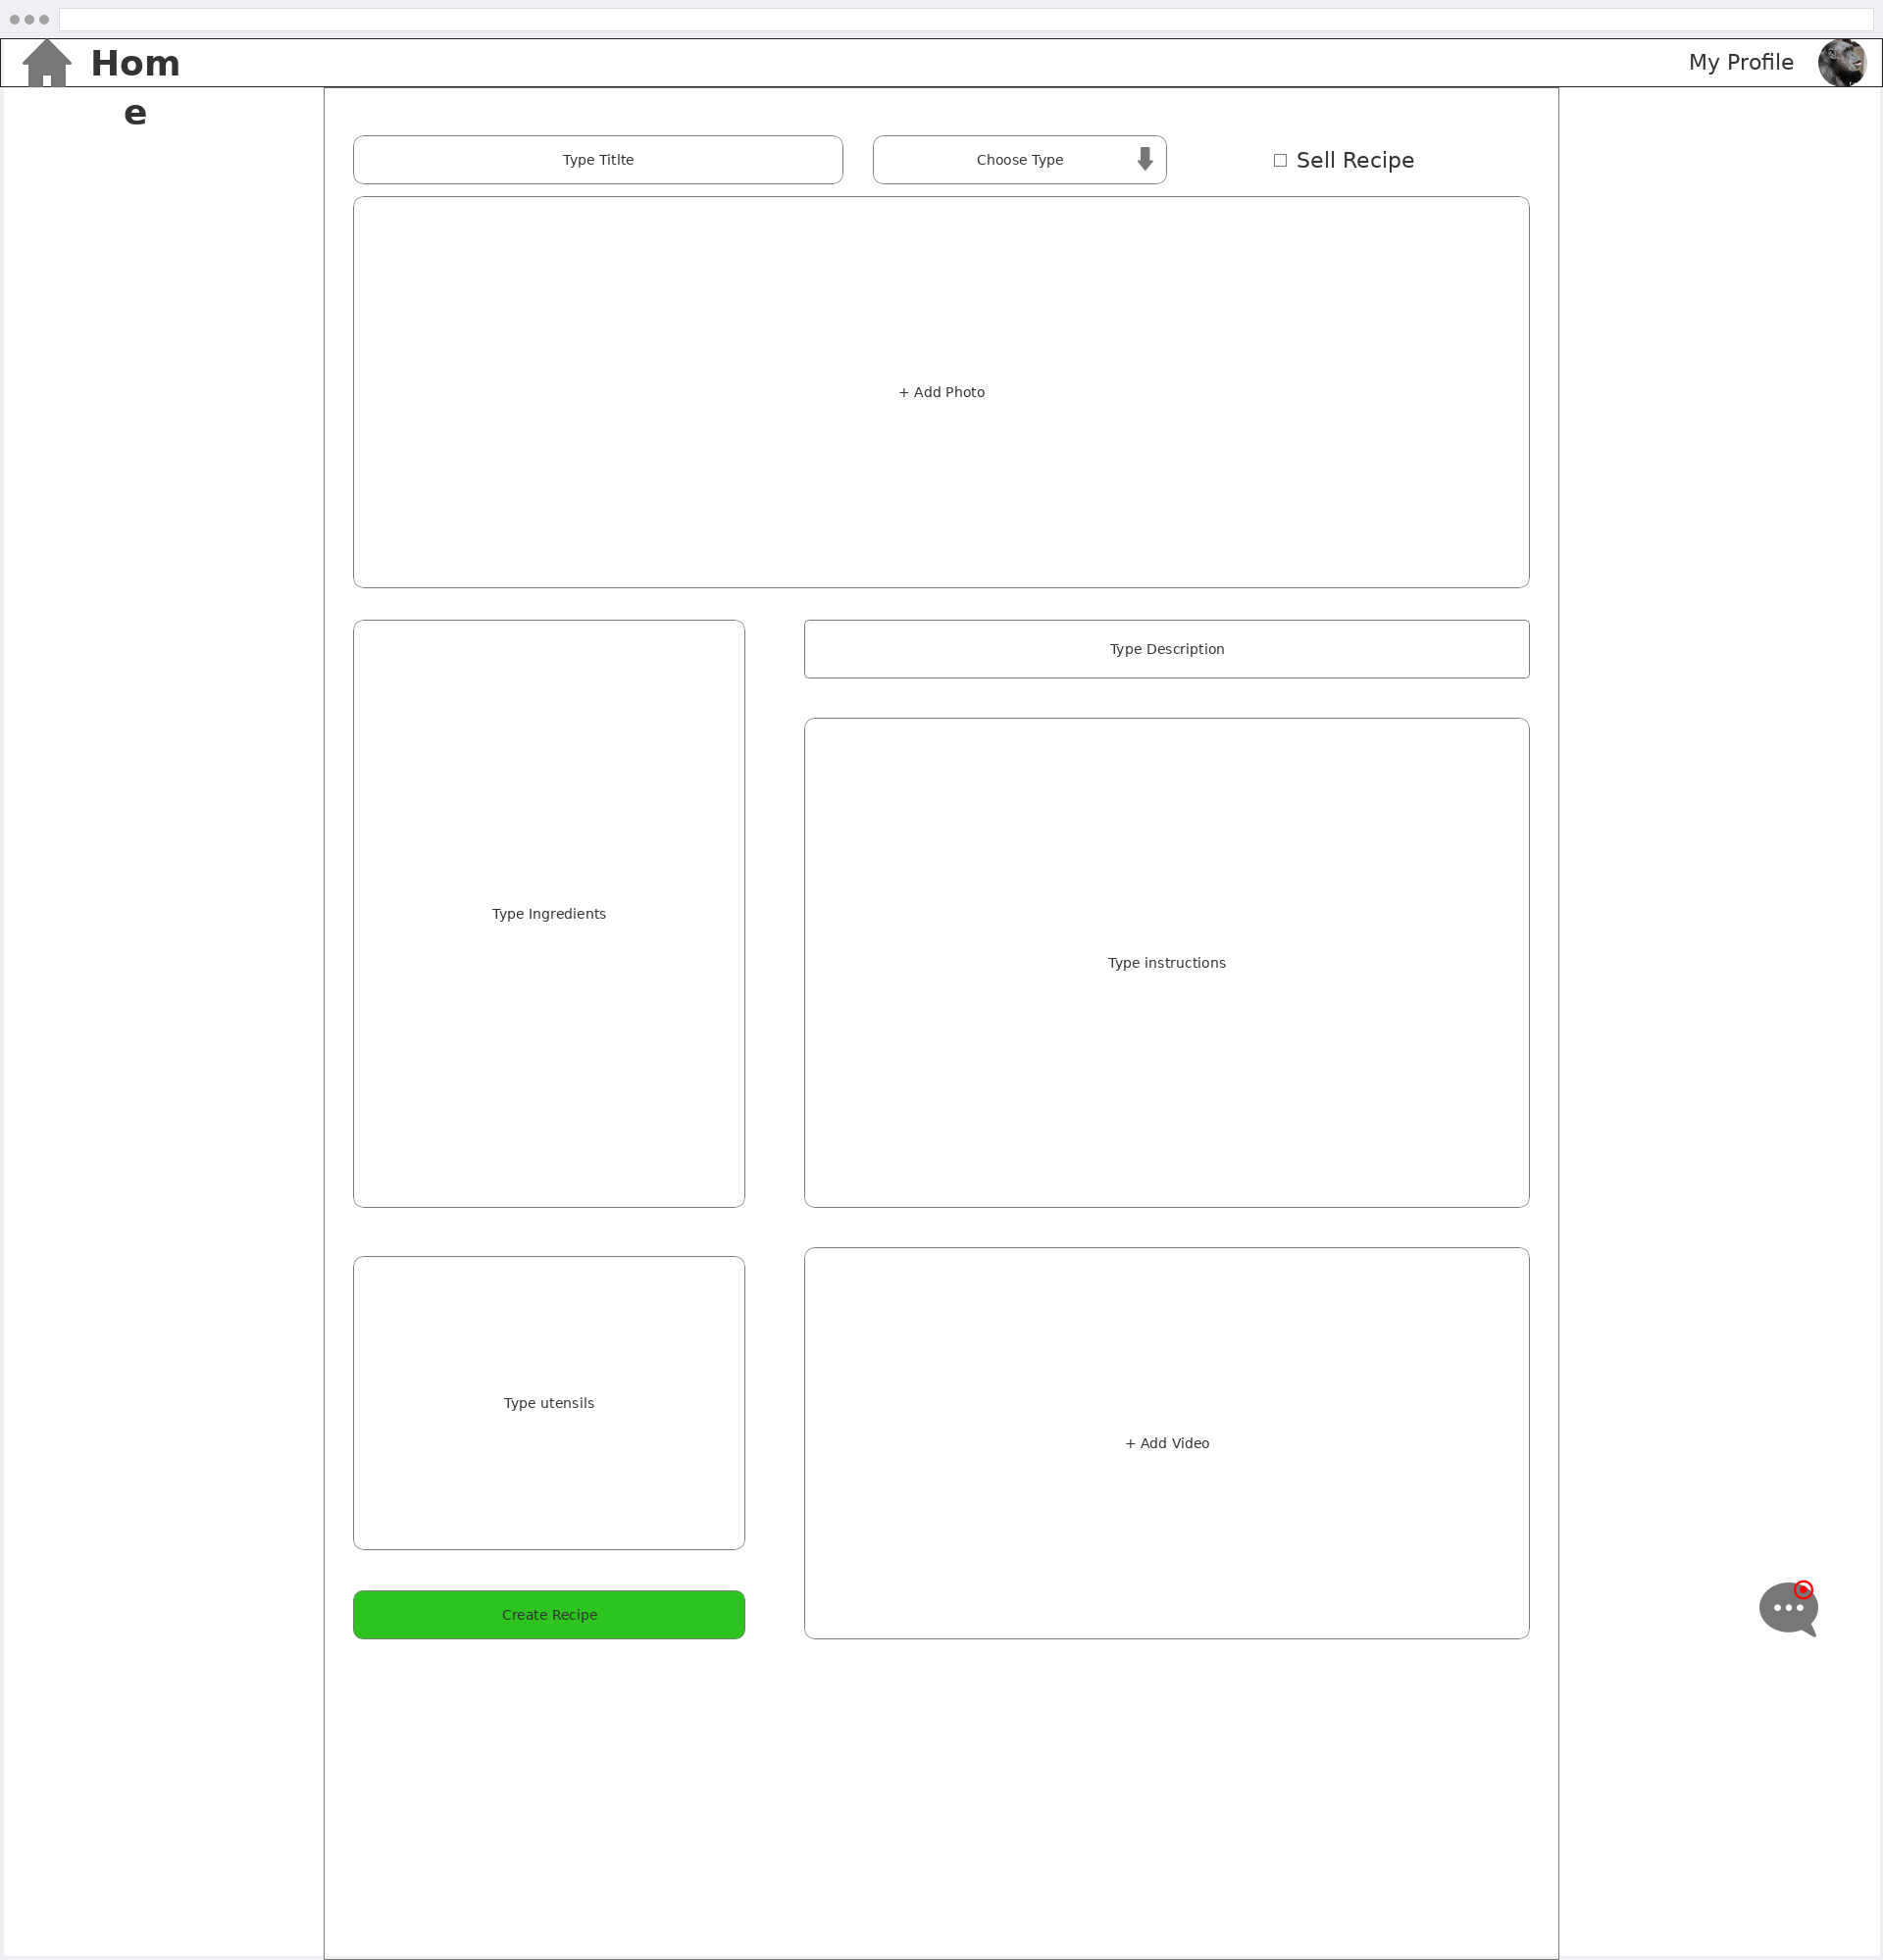 Hom
e
My Profile
Type Titlte
Choose Type
Sell Recipe
+ Add Photo
Type Ingredients
Type Description
Type instructions
Type utensils
+ Add Video
Create Recipe